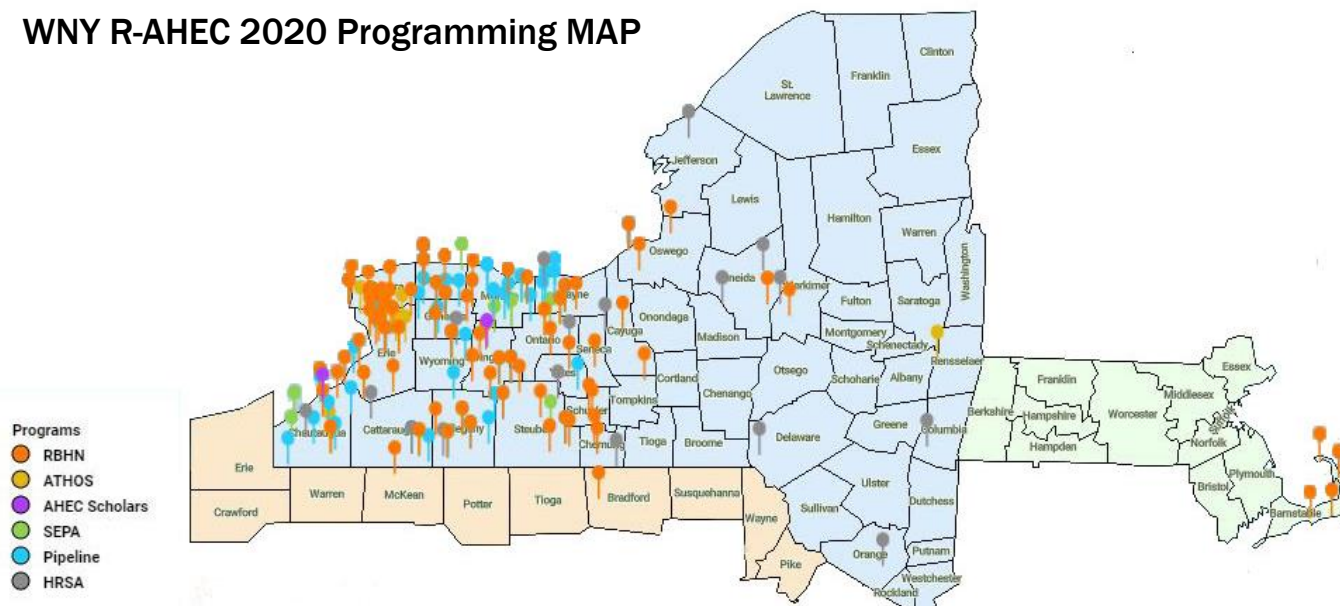 WNY R-AHEC 2020 Programming MAP
Clinton
Franklin
St.
Lawrence
Jefferson
Essex
Lewis
Hamilton
Warren
Washington
Oswego
Oneida
Herkimer
Fulton
Saratoga
Montgomery
Schenectady
Rensselaer
Wayne
Cayuga
Onondaga
Madison
Ontario
Seneca
Erie
Wyoming
Yates
Cortland
Otsego
Schoharie
Albany
Chenango
Tompkins
Schuyler
Steuben
Chautauqua
Cattaraugus
Allegany
Chemung
Tioga
Broome
Delaware
Greene
Columbia
Ulster
Sullivan
Dutchess
Orange
Putnam
Westchester
Rockland
Erie
Crawford
Warren
McKean
Potter
Tioga
Bradford
Susquehanna
Wayne
Pike
Berkshire
Franklin
Hampshire
Hampden
Worcester
Middlesex
Essex
Suffolk
Norfolk
Bristol
Plymouth
Barnstable
Programs
RBHN
ATHOS
AHEC Scholars
SEPA
Pipeline
HRSA